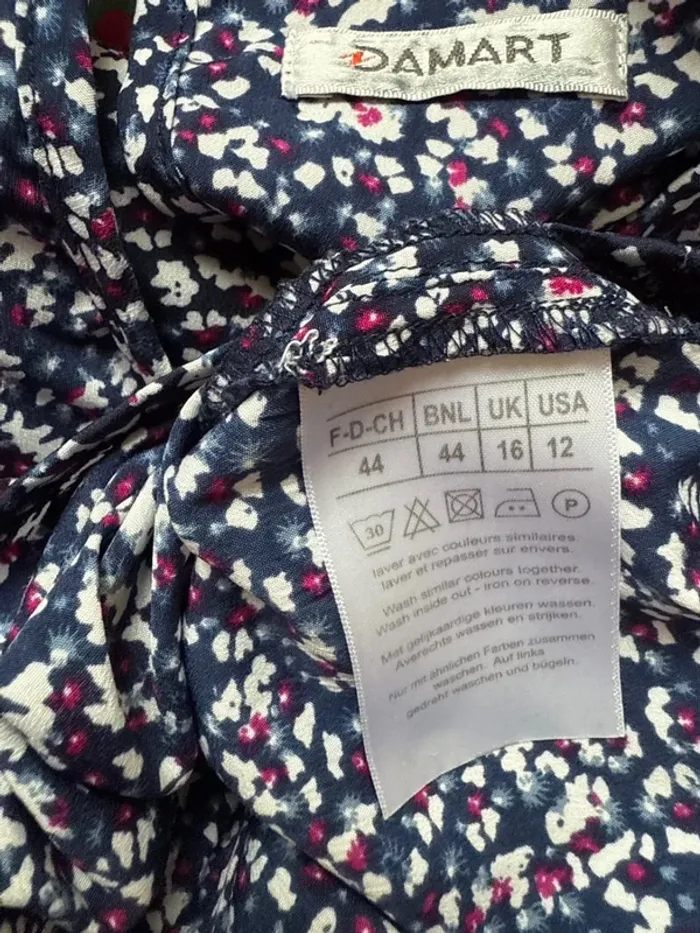 DAMART
F-D-CH BNL UK USA
44 44 16 12
30 P
laver avec couleurs similaires.
laver et repasser sur envers.
Wash similar colours together.
Wash inside out - iron on reverse.
Met gelijkaardige kleuren wassen.
Averechts wassen en strijken.
Nur mit ähnlichen Farben zusammen
waschen. Auf links
gedreht waschen und bügeln.